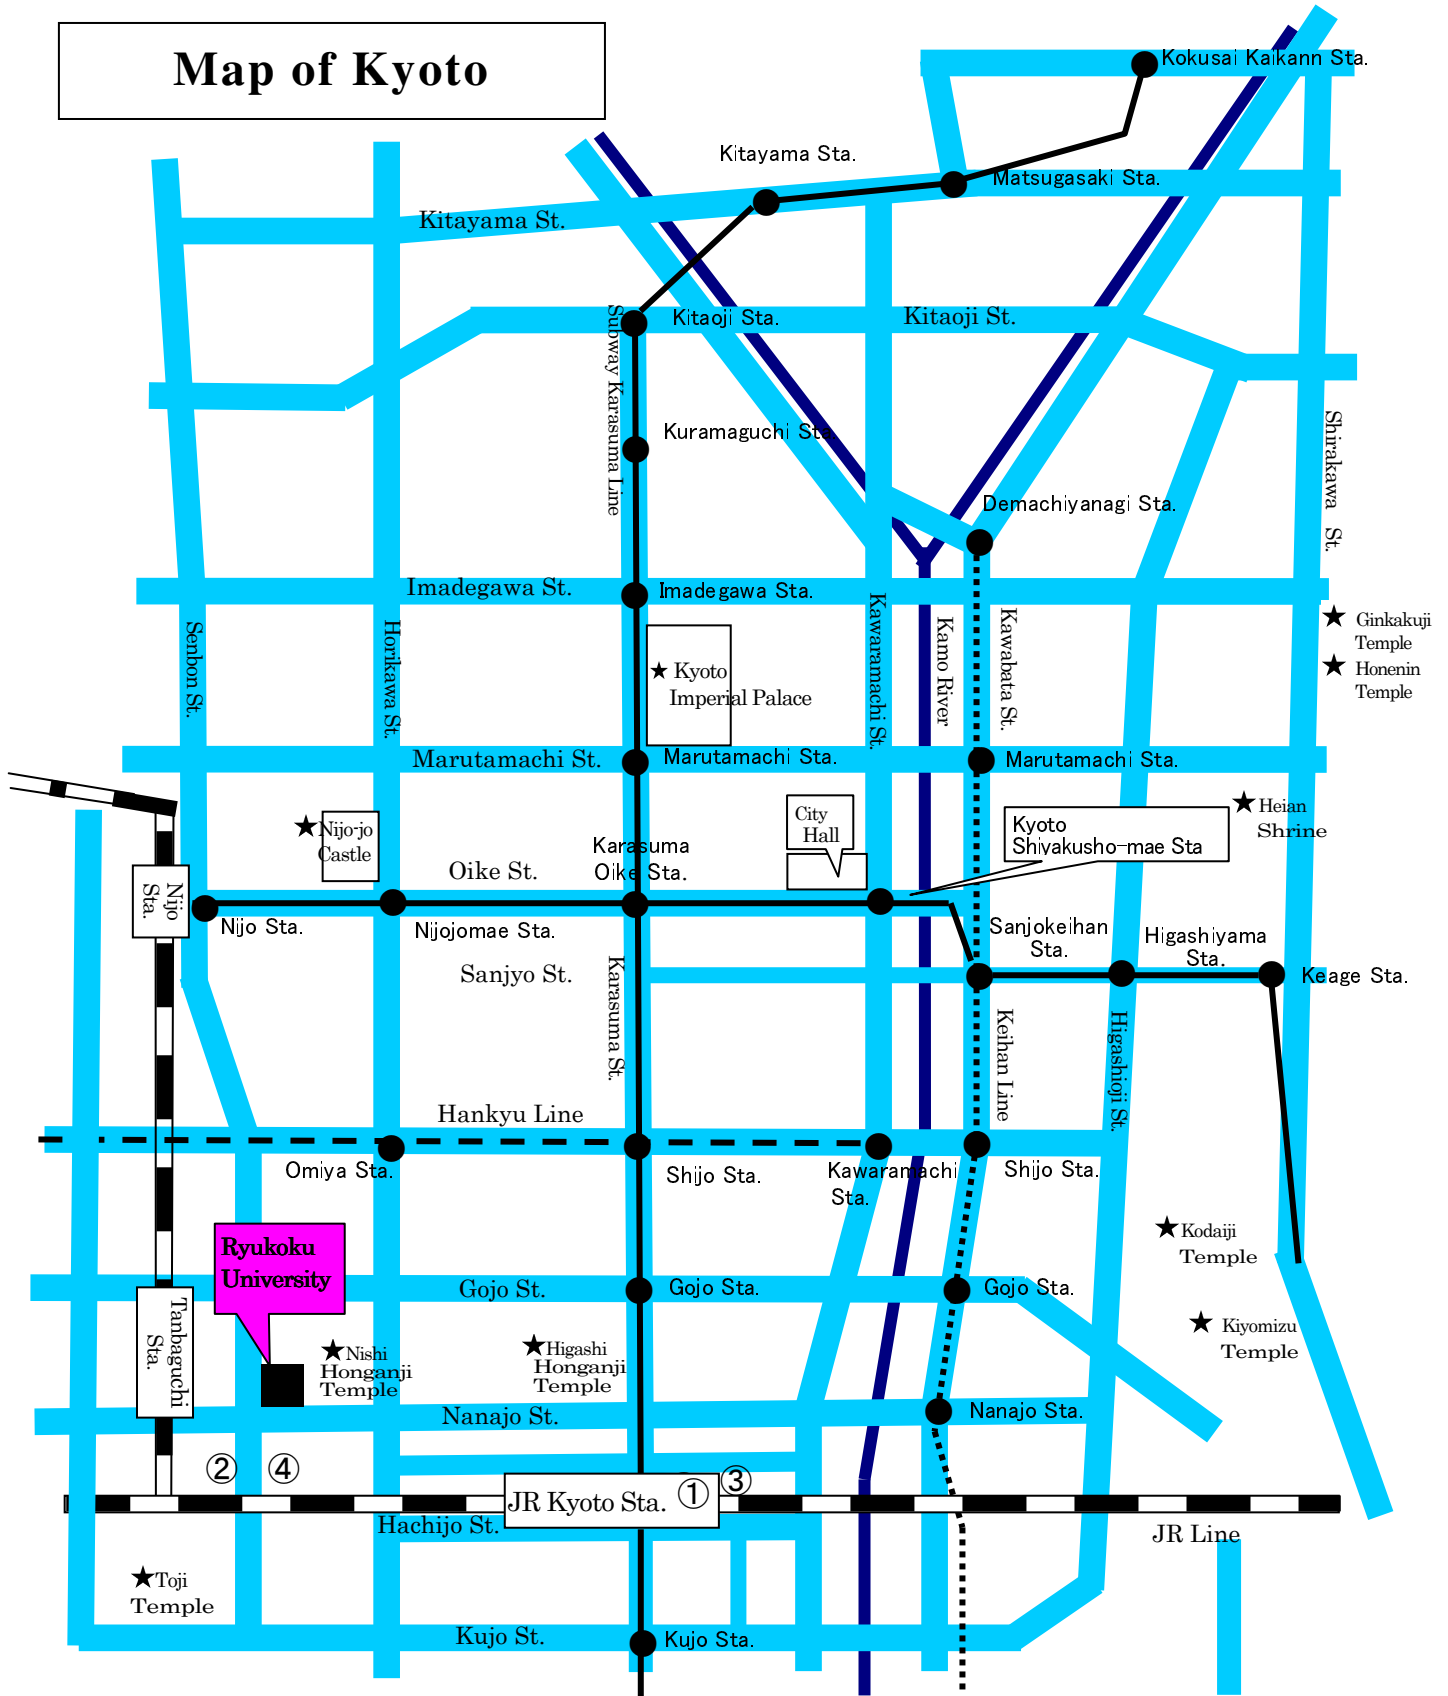 Map of Kyoto
Kokusai Kaikann Sta.
Kitayama Sta.
Matsugasaki Sta.
Kitayama St.
Subway Karasuma Line
Kitaoji Sta.
Kitaoji St.
Kuramaguchi Sta.
Shirakawa St.
Demachiyanagi Sta.
Imadegawa St.
Imadegawa Sta.
Senbon St.
Horikawa St.
Kawaramachi St.
Kamo River
Kawabata St.
★ Ginkakuji
Temple
★ Honenin
Temple
★ Kyoto
Imperial Palace
Marutamachi St.
Marutamachi Sta.
Marutamachi Sta.
★Nijo-jo
Castle
City
Hall
Kyoto
Shiyakusho-mae Sta
★Heian
Shrine
Karasuma
Oike Sta.
Oike St.
Nijo
Sta.
Nijo Sta.
Nijojomae Sta.
Sanjokeihan
Sta.
Higashiyama
Sta.
Sanjyo St.
Keage Sta.
Karasuma St.
Keihan Line
Higashioji St.
Hankyu Line
Omiya Sta.
Shijo Sta.
Kawaramachi
Sta.
Shijo Sta.
Ryukoku
University
★Kodaiji
Temple
Gojo St.
Gojo Sta.
Gojo Sta.
Tanbaguchi
Sta.
★Nishi
Honganji
Temple
★Higashi
Honganji
Temple
★ Kiyomizu
Temple
Nanajo St.
Nanajo Sta.
② ④
JR Kyoto Sta. ① ③
Hachijo St.
JR Line
★Toji
Temple
Kujo St.
Kujo Sta.